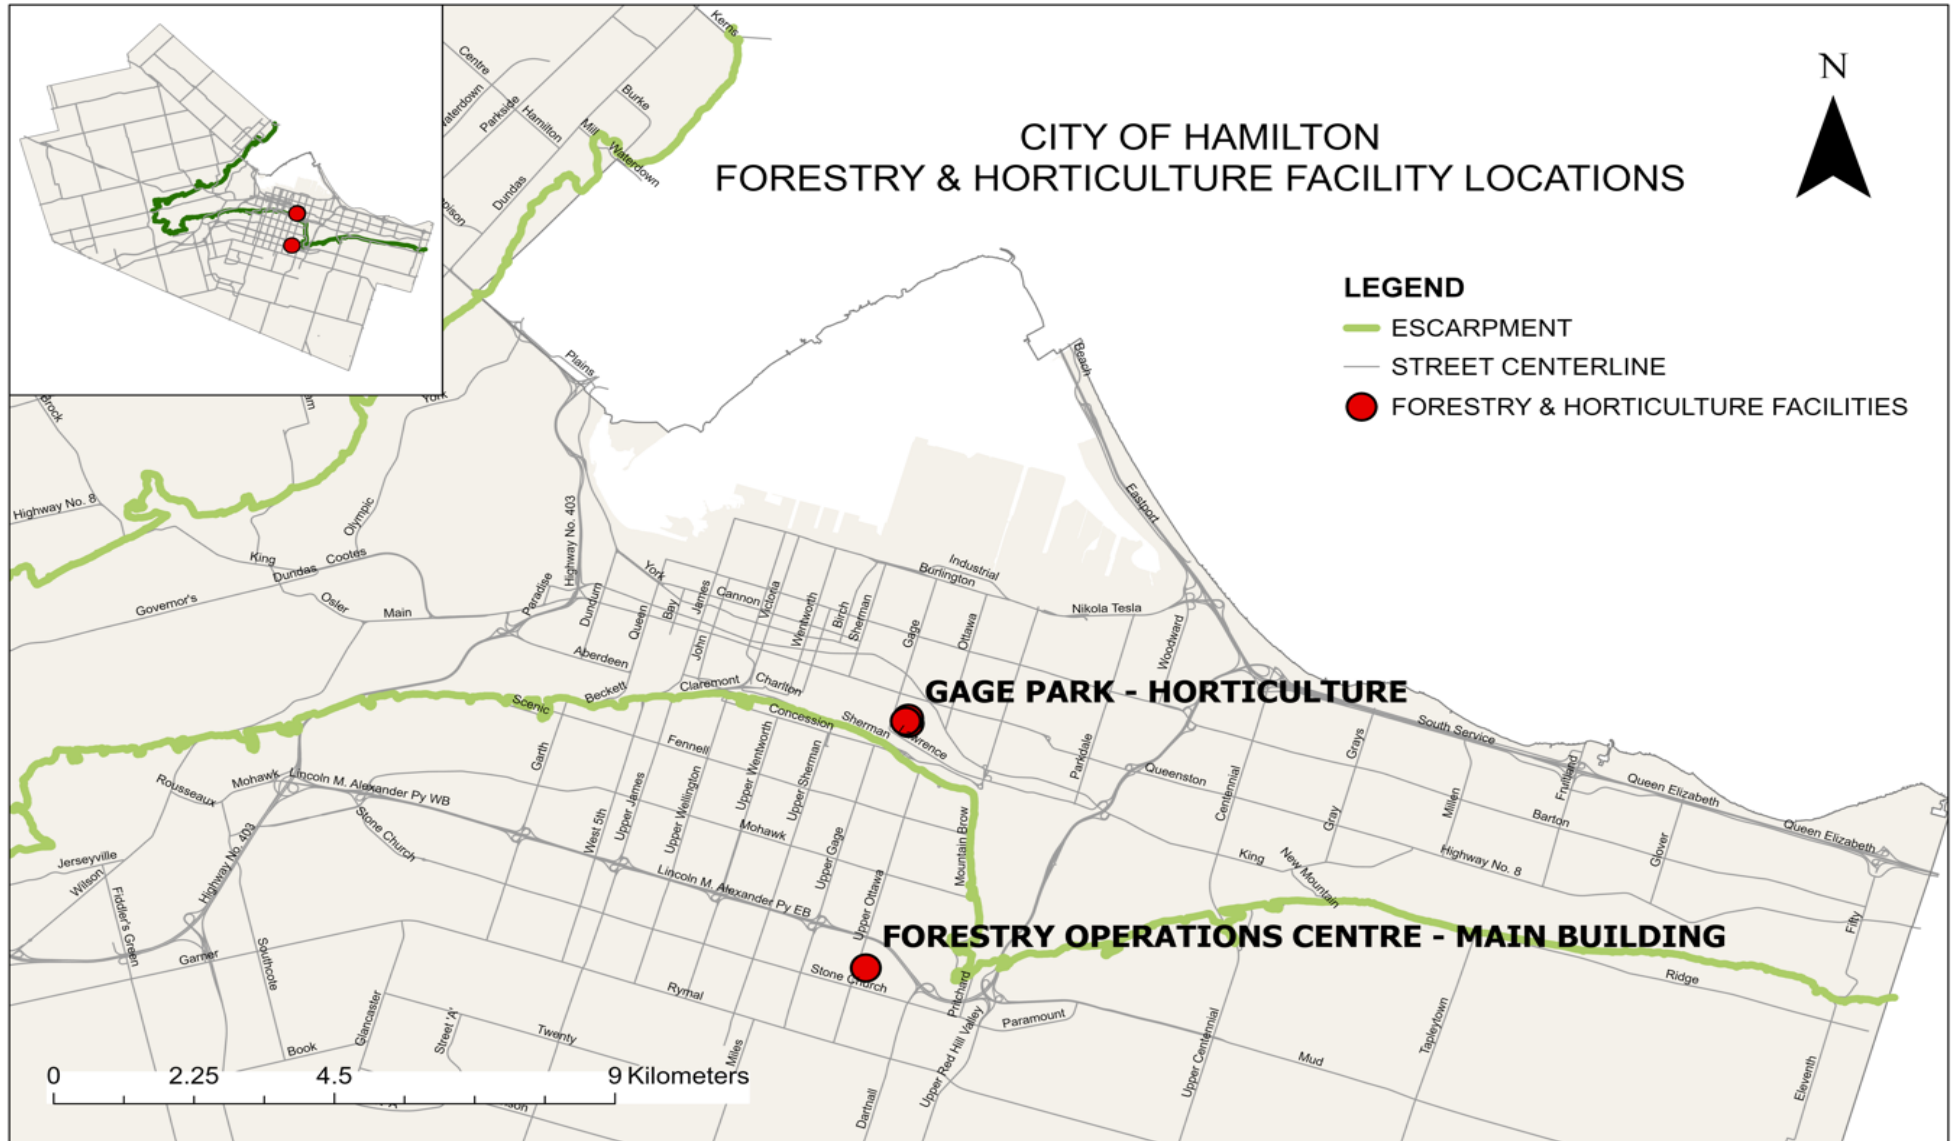 CITY OF HAMILTON
FORESTRY & HORTICULTURE FACILITY LOCATIONS
N
LEGEND
ESCARPMENT
STREET CENTERLINE
FORESTRY & HORTICULTURE FACILITIES
Kerns
Centre
Parkside
Hamilton
Burke
Mill
Waterdown
Dundas
Plains
Beach
York
Brock
Highway No. 8
Olympic
King
Dundas
Cootes
Highway No. 403
Eastport
Governor's
Osler
Main
Paradise
Dundurn
York
Queen
Bay
James
Cannon
Victoria
John
Wentworth
Birch
Sherman
Gage
Ottawa
Industrial
Burlington
Nikola Tesla
Woodward
Aberdeen
Beckett
Claremont
Charlton
Scenic
Concession
Sherman
GAGE PARK - HORTICULTURE
South Service
Queen Elizabeth
Queen Elizabeth
Fruitland
Grays
Parkdale
Queenston
Centennial
Gray
Millen
Barton
Glover
Highway No. 8
King
New Mountain
Fifty
Rousseaux
Mohawk
Lincoln M. Alexander Py WB
Stone Church
Garth
Fennell
West 5th
Upper James
Upper Wellington
Upper Wentworth
Upper Sherman
Mohawk
Upper Gage
Upper Ottawa
Mountain Brow
Lincoln M. Alexander Py EB
Jerseyville
Wilson
Fiddler's Green
Highway No. 403
Garner
Southcote
FORESTRY OPERATIONS CENTRE - MAIN BUILDING
Stone Church
Rymal
Pritchard
Paramount
Ridge
Glancaster
Street 'A'
Book
Twenty
Miles
Dartnall
Upper Red Hill Valley
Upper Centennial
Mud
Tapleytown
Eleventh
0 2.25 4.5 9 Kilometers